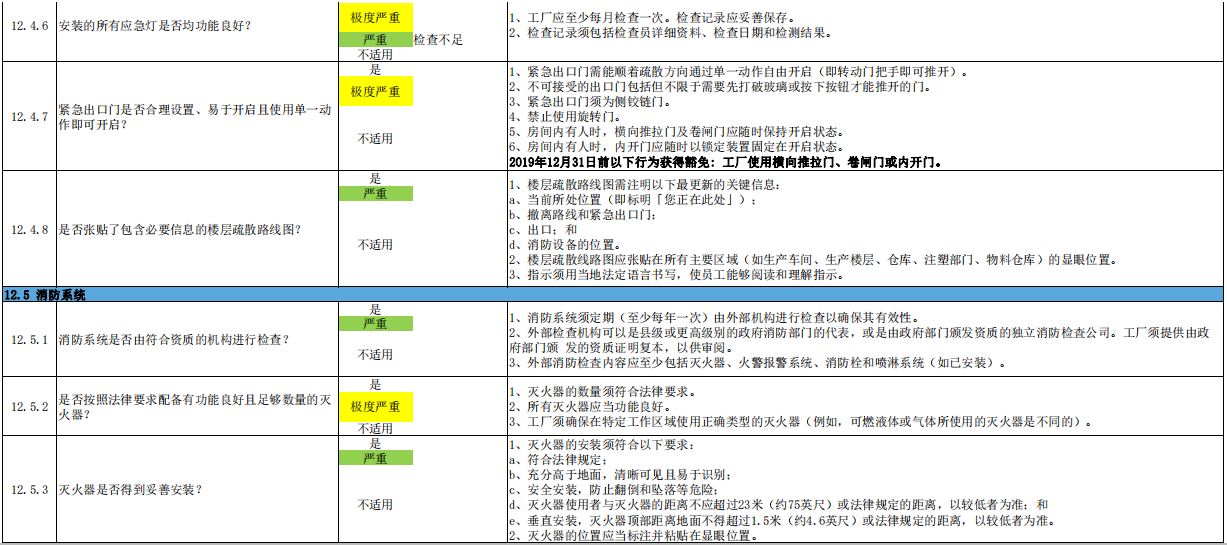 12.4.6
安装的所有应急灯是否均功能良好?
极度严重
严重
检查不足
不适用
1、工厂应至少每月检查一次。检查记录应妥善保存。
2、检查记录须包括检查员详细资料、检查日期和检测结果。
12.4.7
紧急出口门是否合理设置、易于开启且使用单一动
作即可开启?
是
极度严重
不适用
1、紧急出口门需能顺着疏散方向通过单一动作自由开启（即转动门把手即可推开）。
2、不可接受的出口门包括但不限于需要先打破玻璃或按下按钮才能推开的门。
3、紧急出口门须为侧铰链门。
4、禁止使用旋转门。
5、房间内有人时，横向推拉门及卷闸门应随时保持开启状态。
6、房间内有人时，内开门应随时以锁定装置固定在开启状态。
2019年12月31日前以下行为获得豁免: 工厂使用横向推拉门、卷闸门或内开门。
12.4.8
是否张贴了包含必要信息的楼层疏散路线图?
是
严重
不适用
1、楼层疏散路线图需注明以下最更新的关键信息:
a、当前所处位置（即标明「您正在此处」）;
b、撤离路线和紧急出口门;
c、出口; 和
d、消防设备的位置。
2、楼层疏散线路图应张贴在所有主要区域（如生产车间、生产楼层、仓库、注塑部门、物料仓库）的显眼位置。
3、指示须用当地法定语言书写，使员工能够阅读和理解指示。
12.5 消防系统
12.5.1
消防系统是否由符合资质的机构进行检查?
是
严重
不适用
1、消防系统须定期（至少每年一次）由外部机构进行检查以确保其有效性。
2、外部检查机构可以是县级或更高级别的政府消防部门的代表，或是由政府部门颁发资质的独立消防检查公司。工厂须提供由政
府部门颁 发的资质证明复本，以供审阅。
3、外部消防检查内容应至少包括灭火器、火警报警系统、消防栓和喷淋系统（如已安装）。
12.5.2
是否按照法律要求配备有功能良好且足够数量的灭
火器?
是
极度严重
不适用
1、灭火器的数量须符合法律要求。
2、所有灭火器应当功能良好。
3、工厂须确保在特定工作区域使用正确类型的灭火器（例如，可燃液体或气体所使用的灭火器是不同的）。
12.5.3
灭火器是否得到妥善安装?
是
严重
不适用
1、灭火器的安装须符合以下要求:
a、符合法律规定;
b、充分高于地面，清晰可见且易于识别;
c、安全安装，防止翻倒和坠落等危险;
d、灭火器使用者与灭火器的距离不应超过23米（约75英尺）或法律规定的距离，以较低者为准; 和
e、垂直安装，灭火器顶部距离地面不得超过1.5米（约4.6英尺）或法律规定的距离，以较低者为准。
2、灭火器的位置应当标注并粘贴在显眼位置。